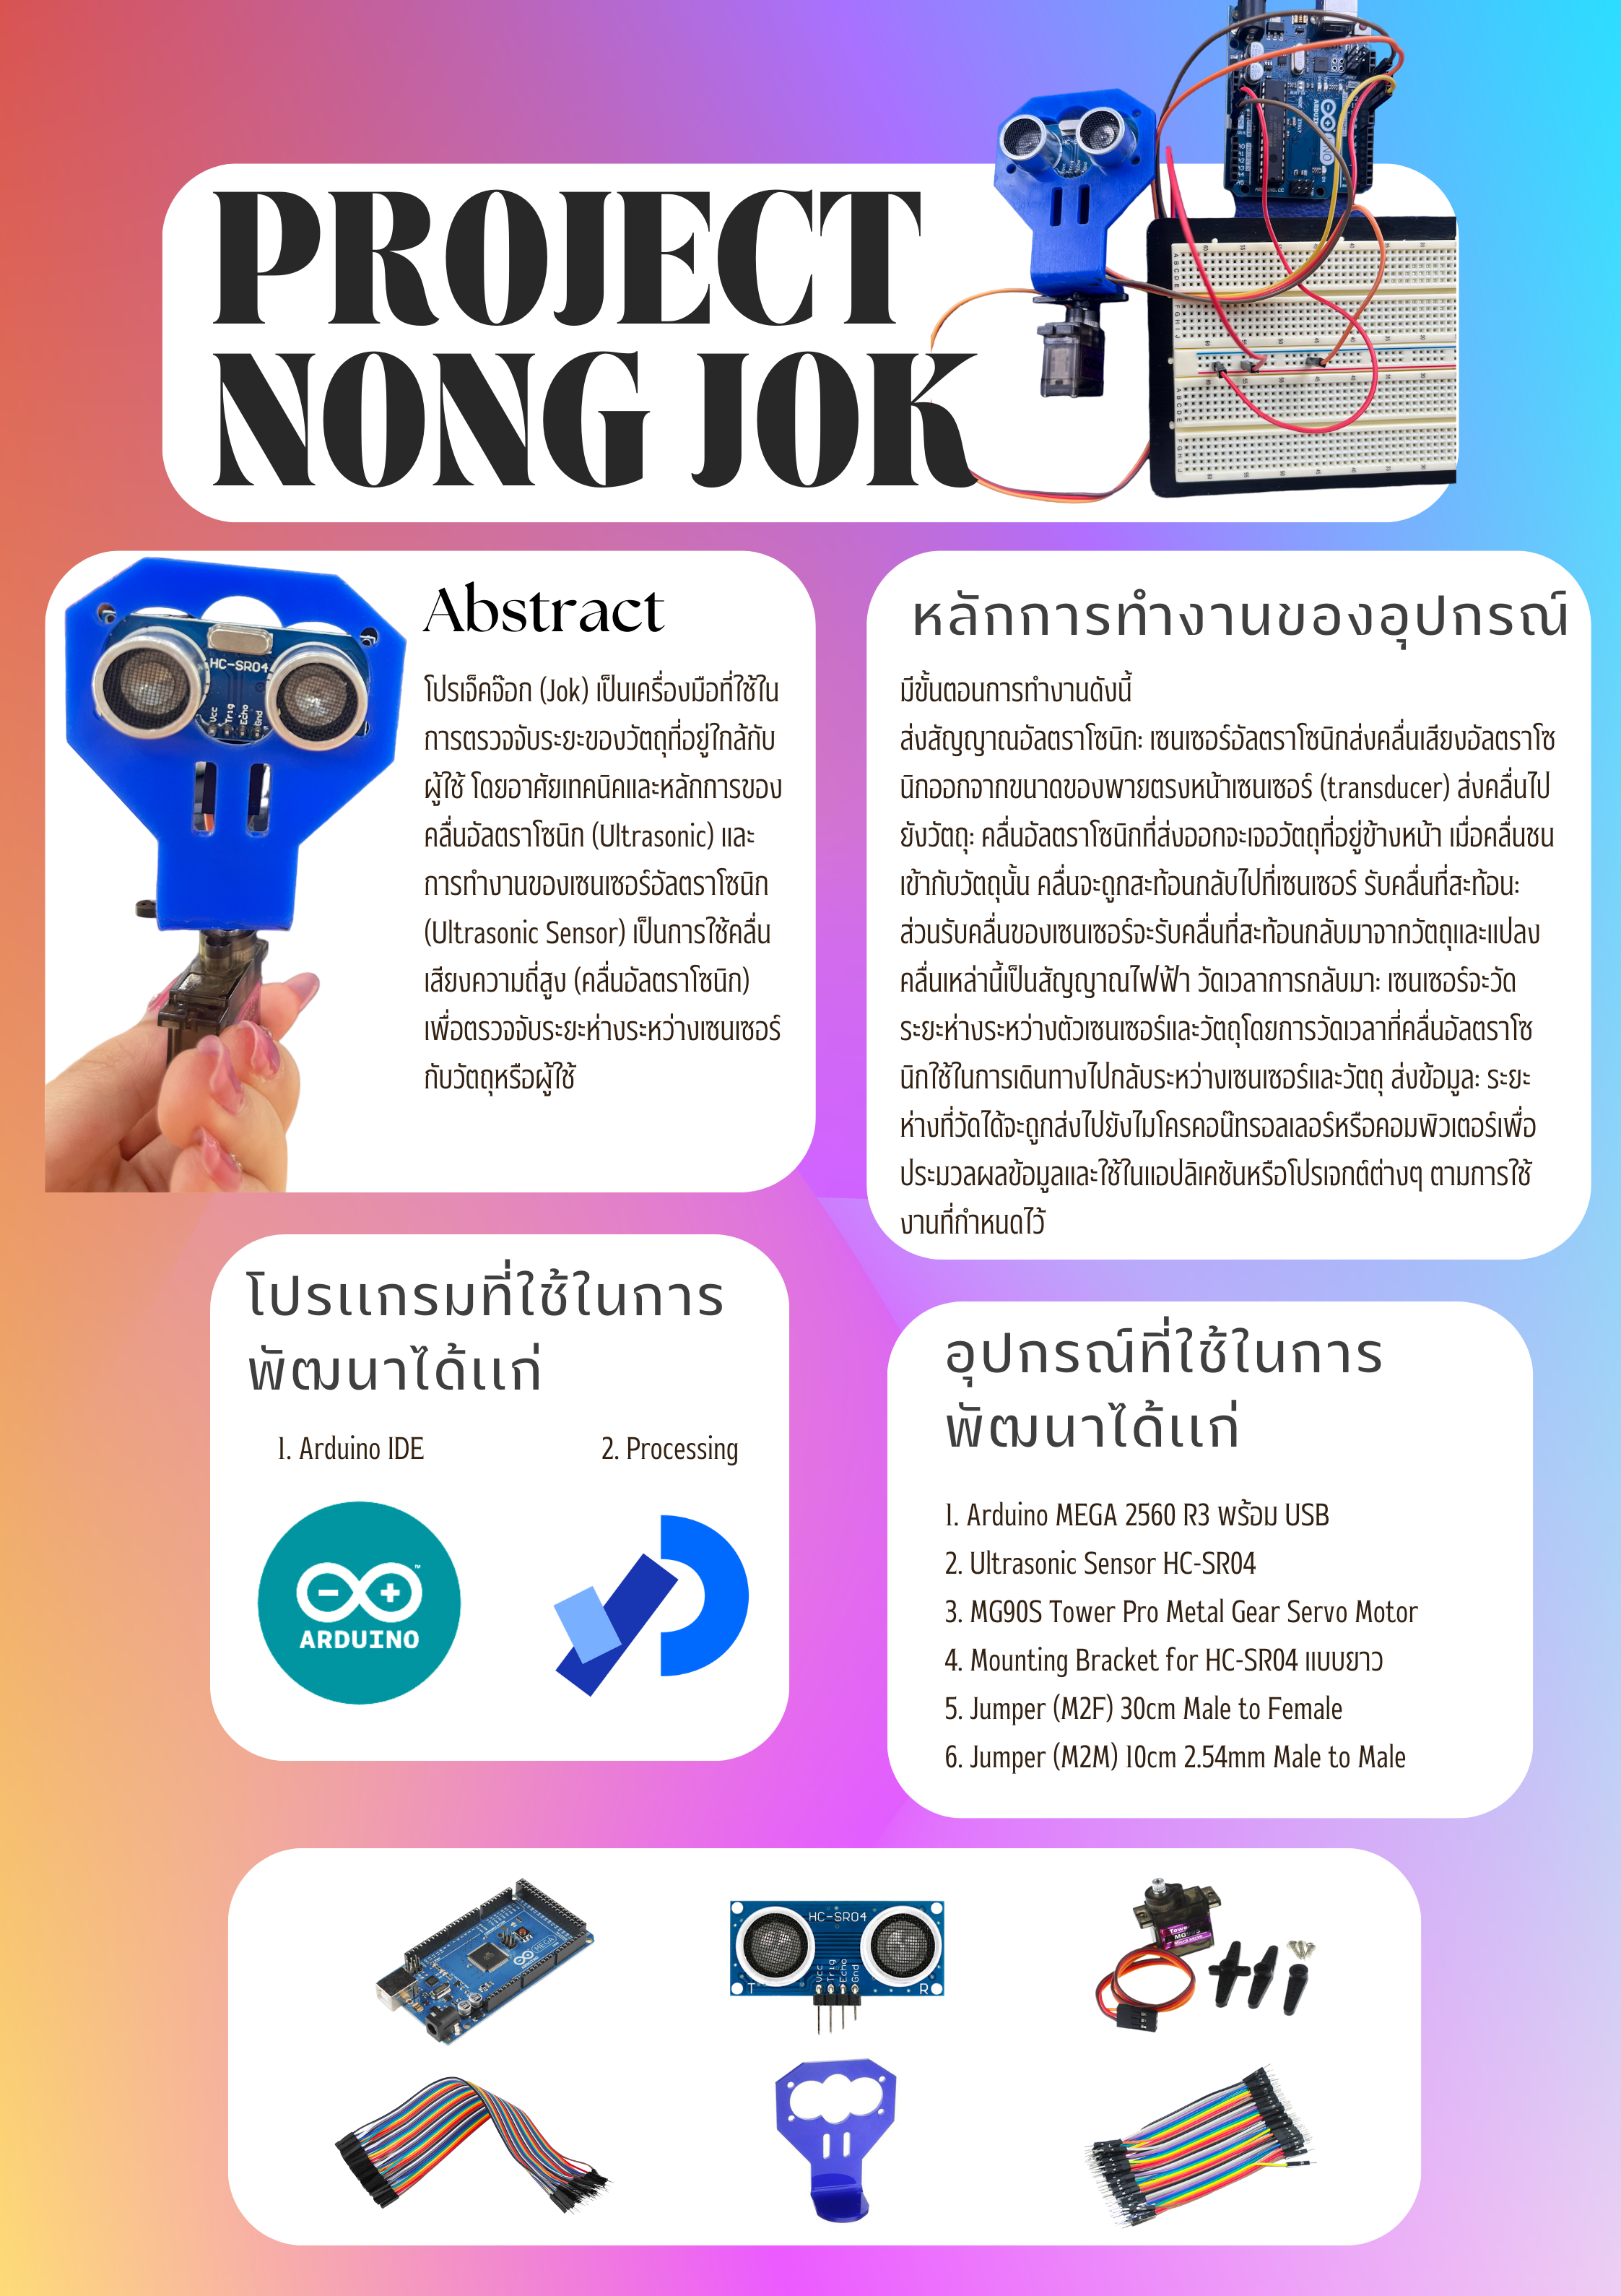 PROJECT
NONG JOK
Abstract
โปรเจ็คจ๊อก (Jok) เป็นเครื่องมือที่ใช้ใน
การตรวจจับระยะของวัตถุที่อยู่ใกล้กับ
ผู้ใช้ โดยอาศัยเทคนิคและหลักการของ
คลื่นอัลตราโซนิก (Ultrasonic) และ
การทำงานของเซนเซอร์อัลตราโซนิก
(Ultrasonic Sensor) เป็นการใช้คลื่น
เสียงความถี่สูง (คลื่นอัลตราโซนิก)
เพื่อตรวจจับระยะห่างระหว่างเซนเซอร์
กับวัตถุหรือผู้ใช้
HC-SR04
Vcc
Trig
Echo
Gnd
หลักการทำงานของอุปกรณ์
มีขั้นตอนการทำงานดังนี้
ส่งสัญญาณอัลตราโซนิก: เซนเซอร์อัลตราโซนิกส่งคลื่นเสียงอัลตราโซ
นิกออกจากขนาดของพายตรงหน้าเซนเซอร์ (transducer) ส่งคลื่นไป
ยังวัตถุ: คลื่นอัลตราโซนิกที่ส่งออกจะเจอวัตถุที่อยู่ข้างหน้า เมื่อคลื่นชน
เข้ากับวัตถุนั้น คลื่นจะถูกสะท้อนกลับไปที่เซนเซอร์ รับคลื่นที่สะท้อน:
ส่วนรับคลื่นของเซนเซอร์จะรับคลื่นที่สะท้อนกลับมาจากวัตถุและแปลง
คลื่นเหล่านี้เป็นสัญญาณไฟฟ้า วัดเวลาการกลับมา: เซนเซอร์จะวัด
ระยะห่างระหว่างตัวเซนเซอร์และวัตถุโดยการวัดเวลาที่คลื่นอัลตราโซ
นิกใช้ในการเดินทางไปกลับระหว่างเซนเซอร์และวัตถุ ส่งข้อมูล: ระยะ
ห่างที่วัดได้จะถูกส่งไปยังไมโครคอน๊ทรอลเลอร์หรือคอมพิวเตอร์เพื่อ
ประมวลผลข้อมูลและใช้ในแอปลิเคชันหรือโปรเจกต์ต่างๆ ตามการใช้
งานที่กำหนดไว้
โปรแกรมที่ใช้ในการ
พัฒนาได้แก่
1. Arduino IDE
2. Processing
ARDUINO
อุปกรณ์ที่ใช้ในการ
พัฒนาได้แก่
1. Arduino MEGA 2560 R3 พร้อม USB
2. Ultrasonic Sensor HC-SR04
3. MG90S Tower Pro Metal Gear Servo Motor
4. Mounting Bracket for HC-SR04 แบบยาว
5. Jumper (M2F) 30cm Male to Female
6. Jumper (M2M) 10cm 2.54mm Male to Male
HC-SR04
Vcc
Trig
Echo
Gnd
T
R